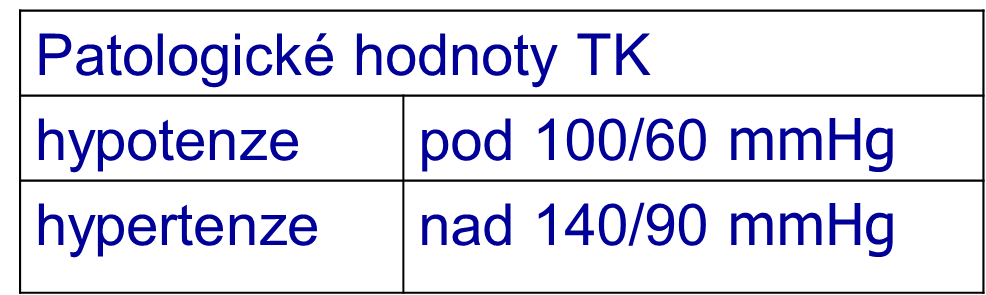 Patologické hodnoty TK
hypotenze pod 100/60 mmHg
hypertenze nad 140/90 mmHg